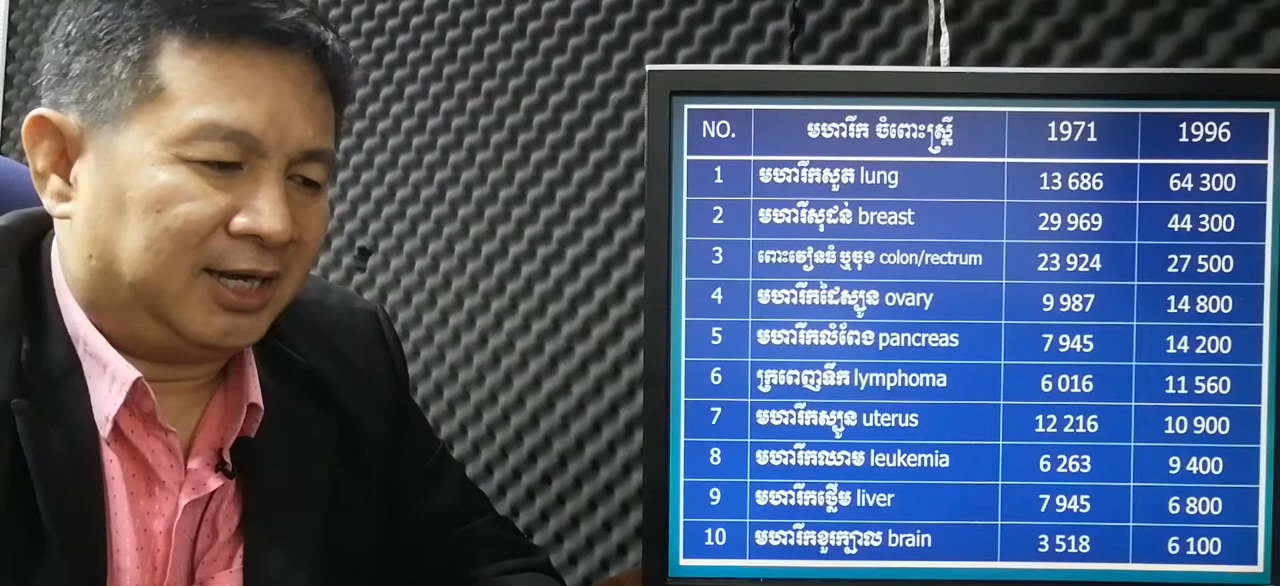 NO. មហារីក ចំពោះស្ត្រី 1971 1996
1 មហារីកសួត lung 13 686 64 300
2 មហារីសុដន់ breast 29 969 44 300
3 ពោះវៀនធំ ឬចុង colon/rectrum 23 924 27 500
4 មហារីកដៃស្បូន ovary 9 987 14 800
5 មហារីកលំពែង pancreas 7 945 14 200
6 ក្រពេញទឹក lymphoma 6 016 11 560
7 មហារីកស្បូន uterus 12 216 10 900
8 មហារីកឈាម leukemia 6 263 9 400
9 មហារីកថ្លើម liver 7 945 6 800
10 មហារីកខួរក្បាល brain 3 518 6 100